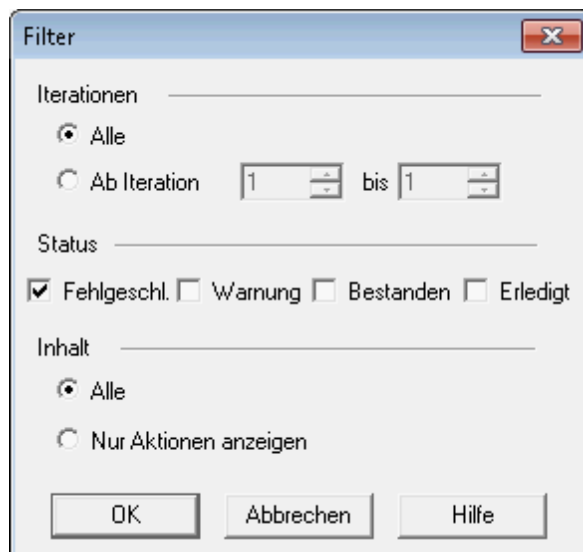 Filter
Iterationen
Alle
Ab Iteration 1 bis 1
Status
Fehlgeschl. Warnung Bestanden Erledigt
Inhalt
Alle
Nur Aktionen anzeigen
OK Abbrechen Hilfe